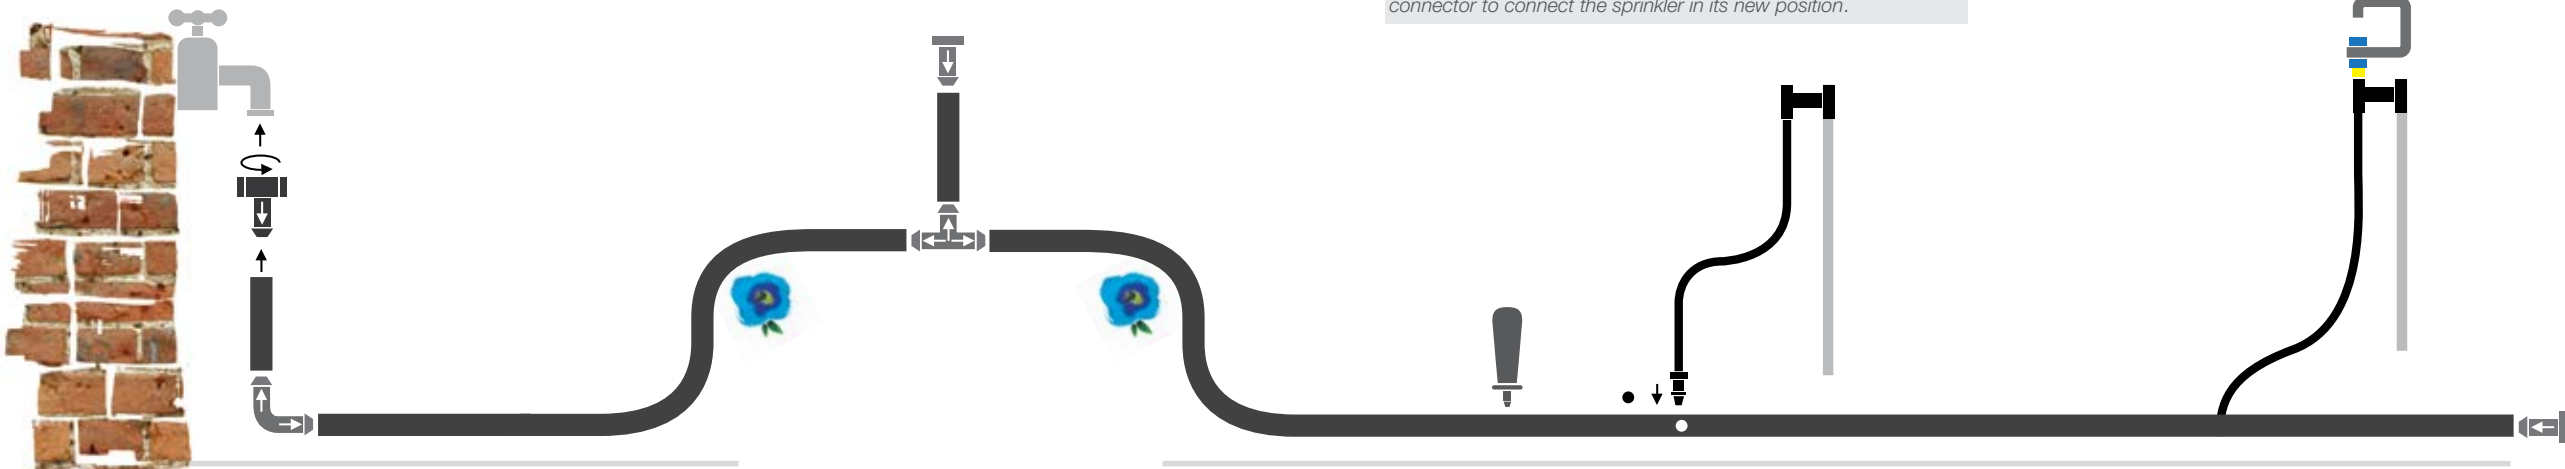 connector to connect the sprinkler in its new position.